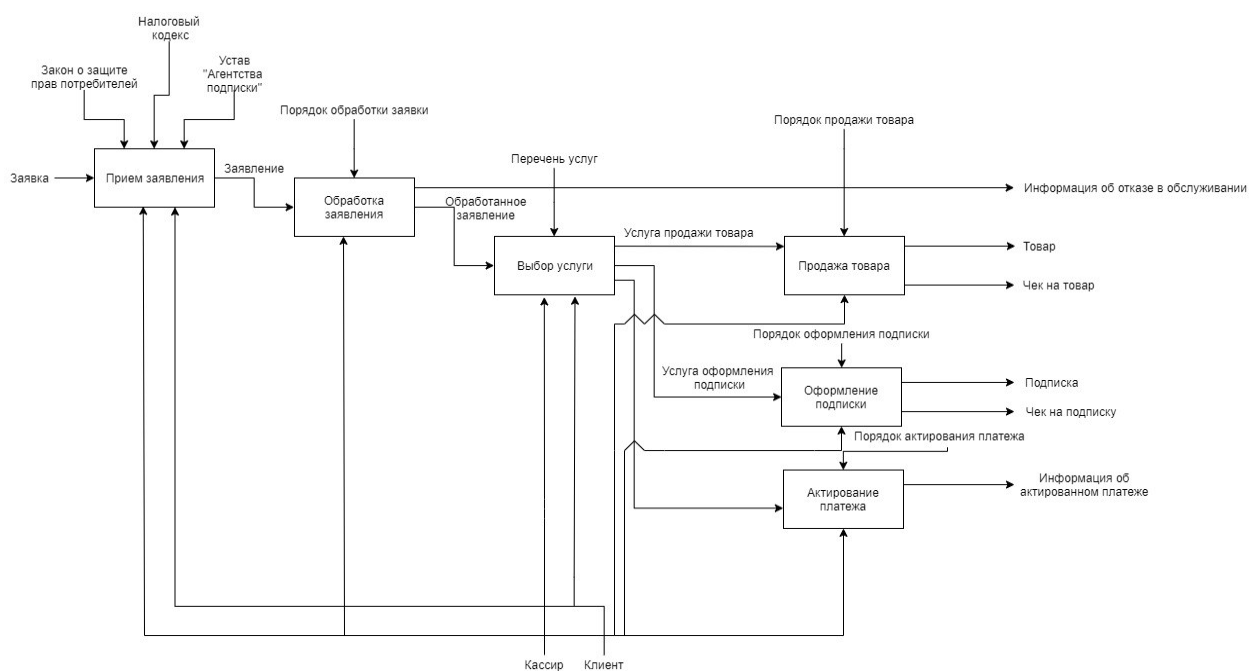 Налоговый
кодекс
Закон о защите
прав потребителей
Устав
"Агентства
подписки"
Порядок обработки заявки
Порядок продажи товара
Перечень услуг
Заявка
Прием заявления
Заявление
Обработка
заявления
Информация об отказе в обслуживании
Обработанное
заявление
Услуга продажи товара
Выбор услуги
Продажа товара
Товар
Чек на товар
Порядок оформления подписки
Услуга оформления
подписки
Оформление
подписки
Подписка
Чек на подписку
Порядок актирования платежа
Актирование
платежа
Информация об
актированном платеже
Кассир
Клиент